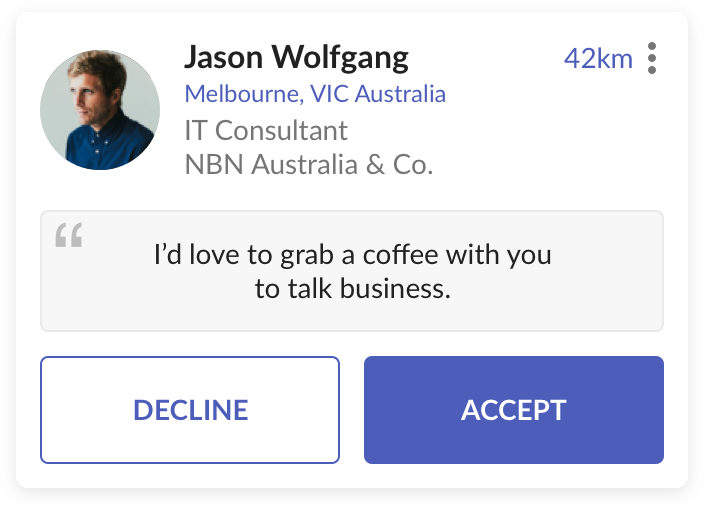 Jason Wolfgang
42km
Melbourne, VIC Australia
IT Consultant
NBN Australia & Co.
“
I’d love to grab a coffee with you
to talk business.
DECLINE
ACCEPT